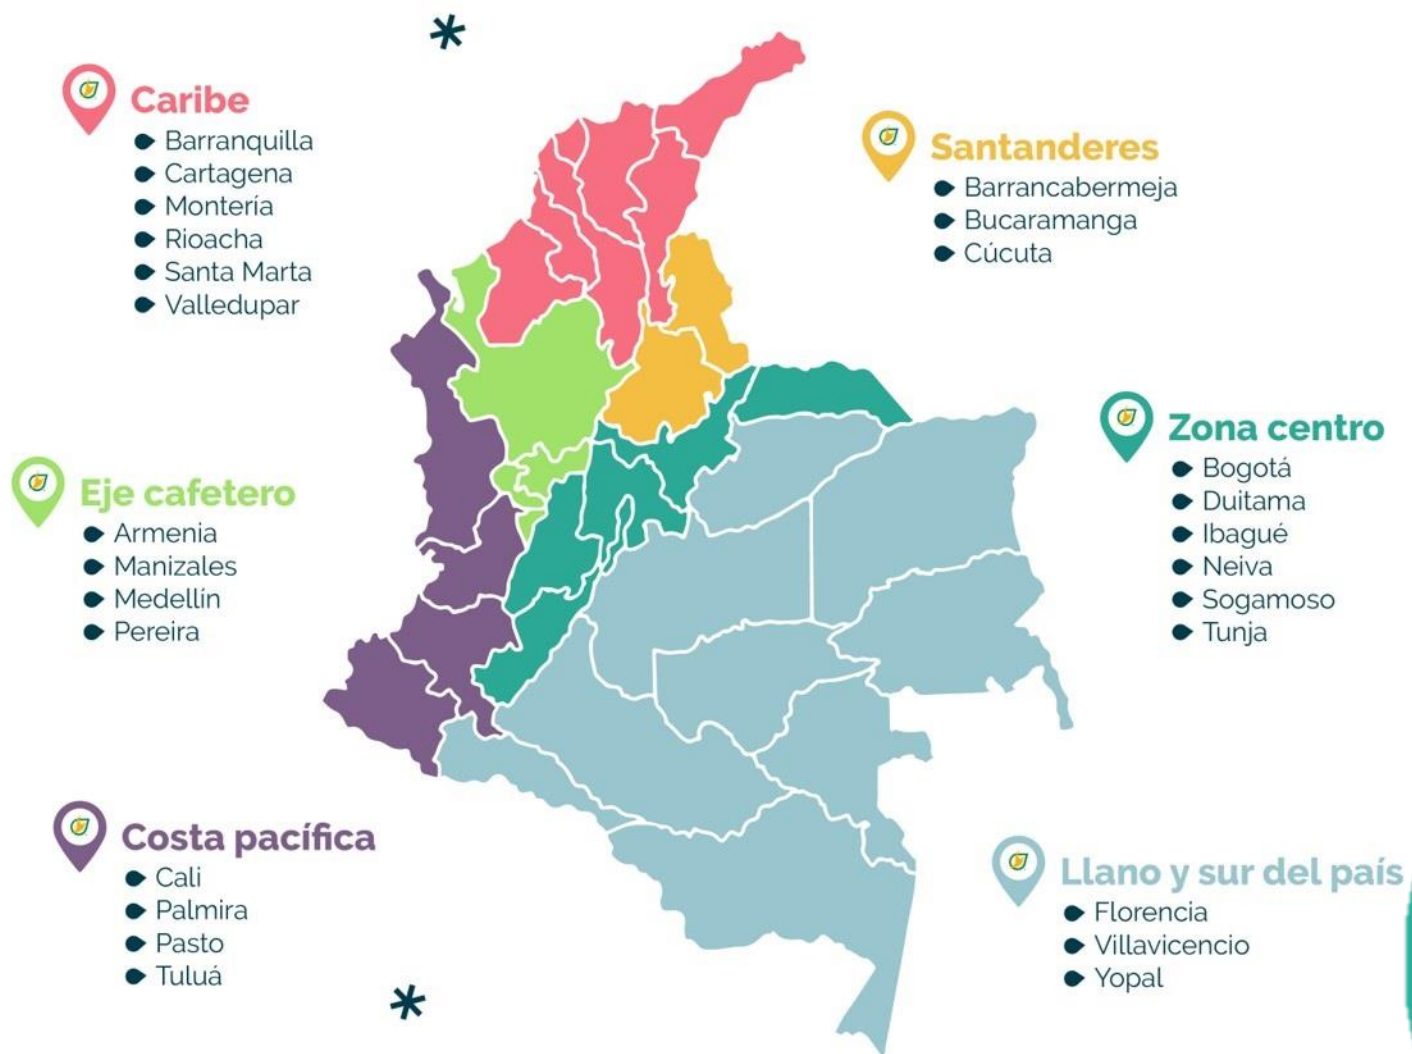 Caribe
Barranquilla
Cartagena
Montería
Rioacha
Santa Marta
Valledupar
Santanderes
Barrancabermeja
Bucaramanga
Cúcuta
Eje cafetero
Armenia
Manizales
Medellín
Pereira
Zona centro
Bogotá
Duitama
Ibagué
Neiva
Sogamoso
Tunja
Costa pacífica
Cali
Palmira
Pasto
Tuluá
Llano y sur del país
Florencia
Villavicencio
Yopal